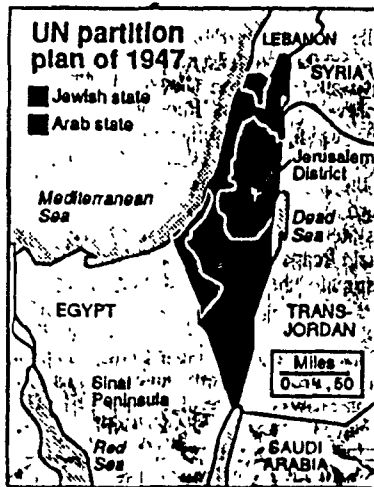 UN partition
plan of 1947
Jewish state
Arab state
LEBANON
SYRIA
Jerusalem
District
Mediterranean
Sea
Dead
Sea
EGYPT
TRANS-
JORDAN
Miles
0 50
Sinai
Peninsula
Red
Sea
SAUDI
ARABIA